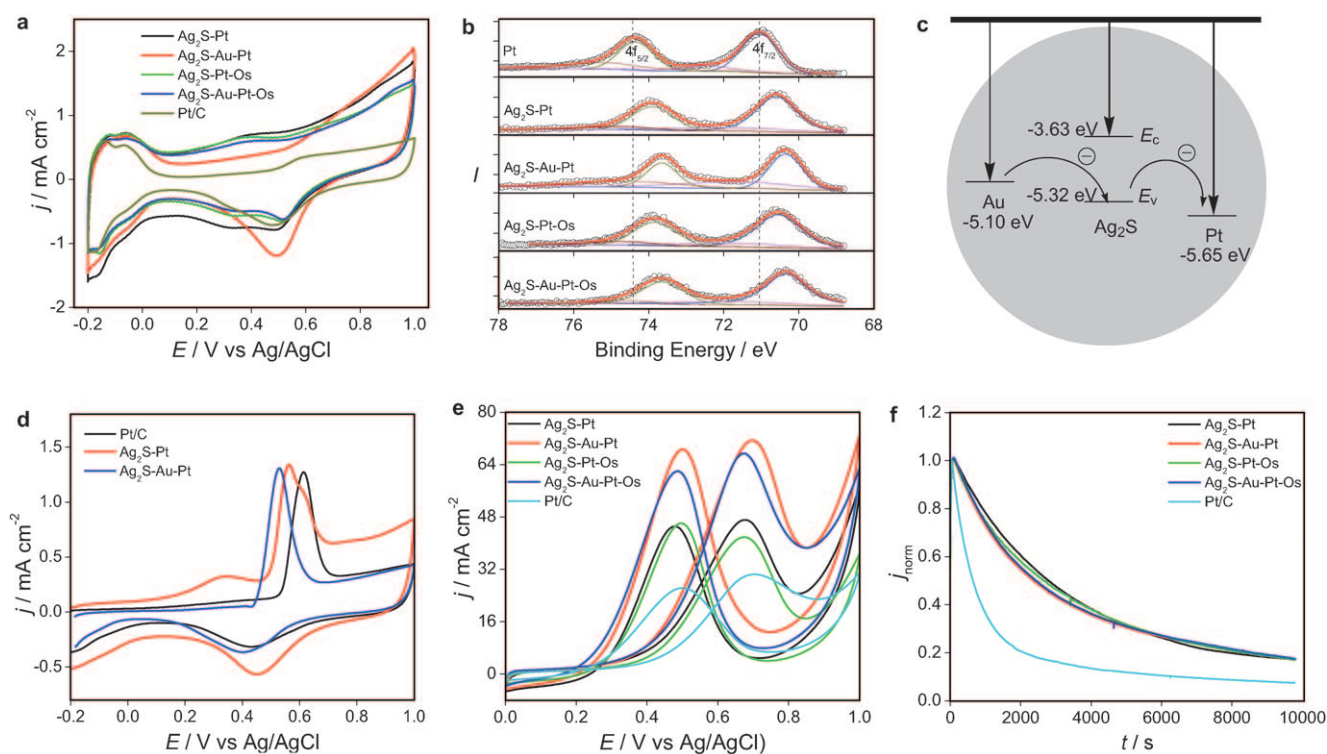 a
Ag2S-Pt
Ag2S-Au-Pt
Ag2S-Pt-Os
Ag2S-Au-Pt-Os
Pt/C
j / mA cm-2
2
1
0
-1
-2
-0.2 0.0 0.2 0.4 0.6 0.8 1.0
E / V vs Ag/AgCl
b
Pt
4f5/2
4f7/2
Ag2S-Pt
Ag2S-Au-Pt
Ag2S-Pt-Os
Ag2S-Au-Pt-Os
I
78 76 74 72 70 68
Binding Energy / eV
c
-3.63 eV
Ec
Au
-5.10 eV
-5.32 eV
Ev
Ag2S
Pt
-5.65 eV
d
Pt/C
Ag2S-Pt
Ag2S-Au-Pt
j / mA cm-2
1.5
1.0
0.5
0.0
-0.5
-0.2 0.0 0.2 0.4 0.6 0.8 1.0
E / V vs Ag/AgCl
e
Ag2S-Pt
Ag2S-Au-Pt
Ag2S-Pt-Os
Ag2S-Au-Pt-Os
Pt/C
j / mA cm-2
80
64
48
32
16
0
0.0 0.2 0.4 0.6 0.8 1.0
E / V vs Ag/AgCl)
f
Ag2S-Pt
Ag2S-Au-Pt
Ag2S-Pt-Os
Ag2S-Au-Pt-Os
Pt/C
jnorm
1.2
1.0
0.8
0.6
0.4
0.2
0.0
0 2000 4000 6000 8000 10000
t / s